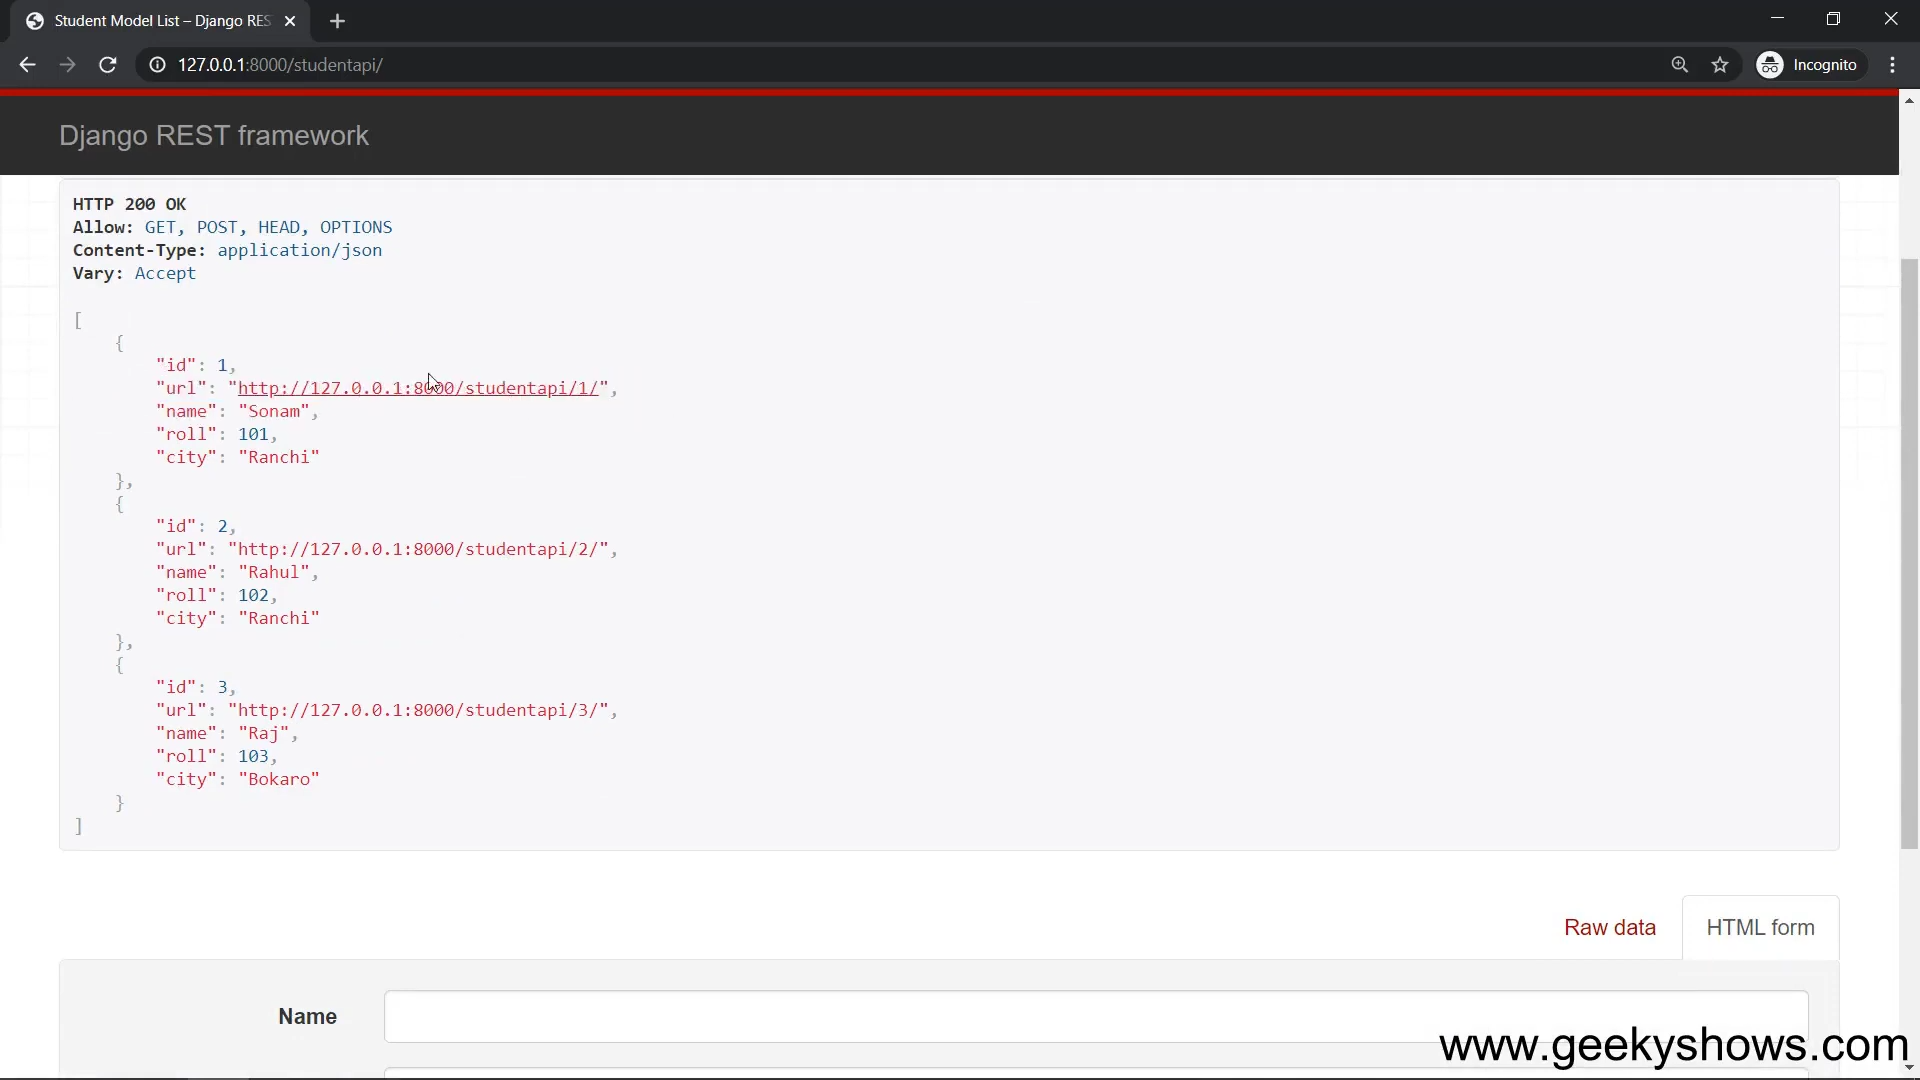 Student Model List – Django RES
127.0.0.1:8000/studentapi/
Incognito
Django REST framework
HTTP 200 OK
Allow: GET, POST, HEAD, OPTIONS
Content-Type: application/json
Vary: Accept
[
{
"id": 1,
"url": "http://127.0.0.1:8000/studentapi/1/",
"name": "Sonam",
"roll": 101,
"city": "Ranchi"
},
{
"id": 2,
"url": "http://127.0.0.1:8000/studentapi/2/",
"name": "Rahul",
"roll": 102,
"city": "Ranchi"
},
{
"id": 3,
"url": "http://127.0.0.1:8000/studentapi/3/",
"name": "Raj",
"roll": 103,
"city": "Bokaro"
}
]
Raw data
HTML form
Name
www.geekyshows.com